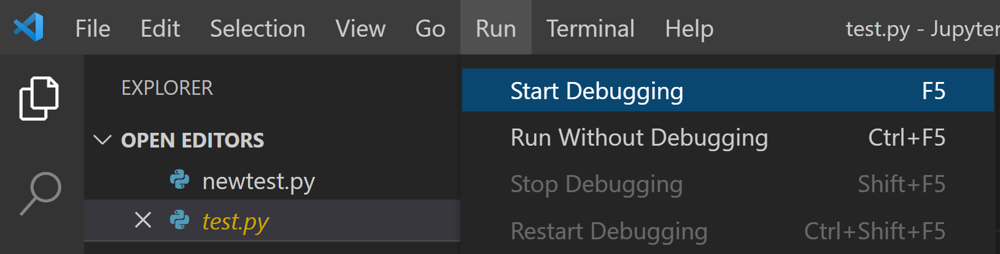 File Edit Selection View Go Run Terminal Help test.py - Jupyter
EXPLORER
OPEN EDITORS
newtest.py
test.py
Start Debugging F5
Run Without Debugging Ctrl+F5
Stop Debugging Shift+F5
Restart Debugging Ctrl+Shift+F5